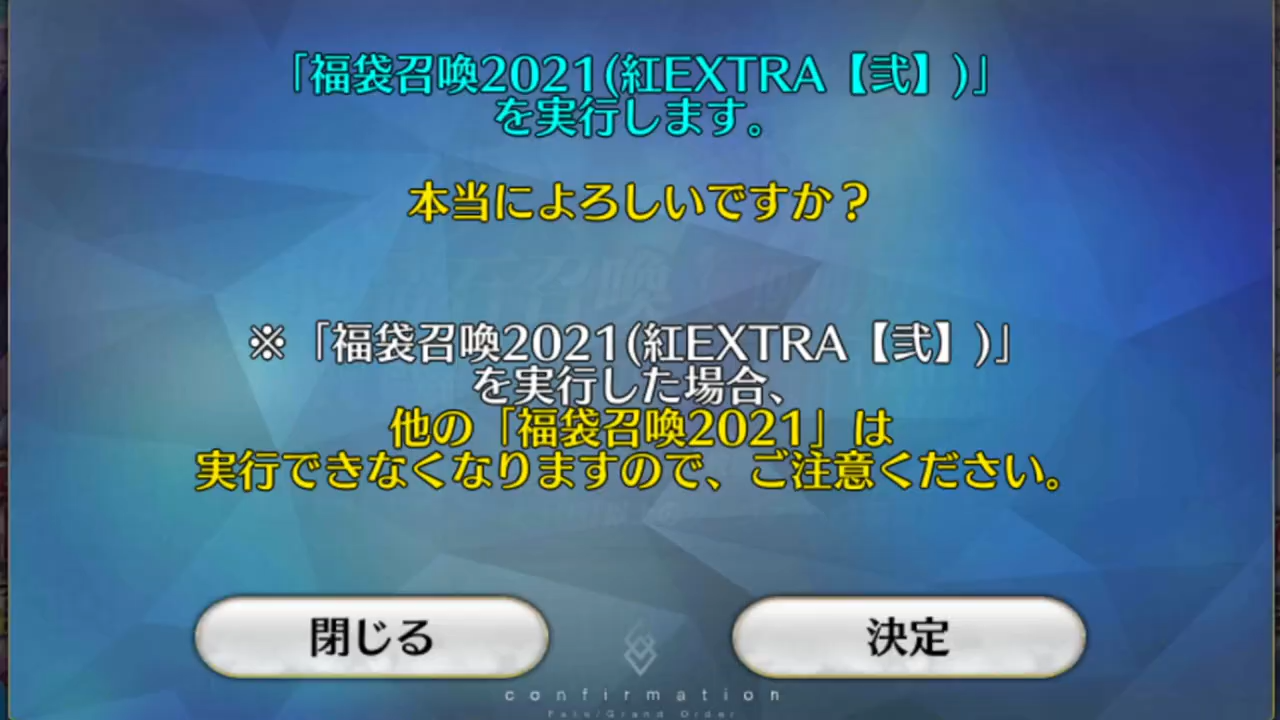 「福袋召喚2021(紅EXTRA【弐】)」
を実行します。
本当によろしいですか？
※「福袋召喚2021(紅EXTRA【弐】)」
を実行した場合、
他の「福袋召喚2021」は
実行できなくなりますので、ご注意ください。
閉じる
決定
confirmation
Fate/Grand Order